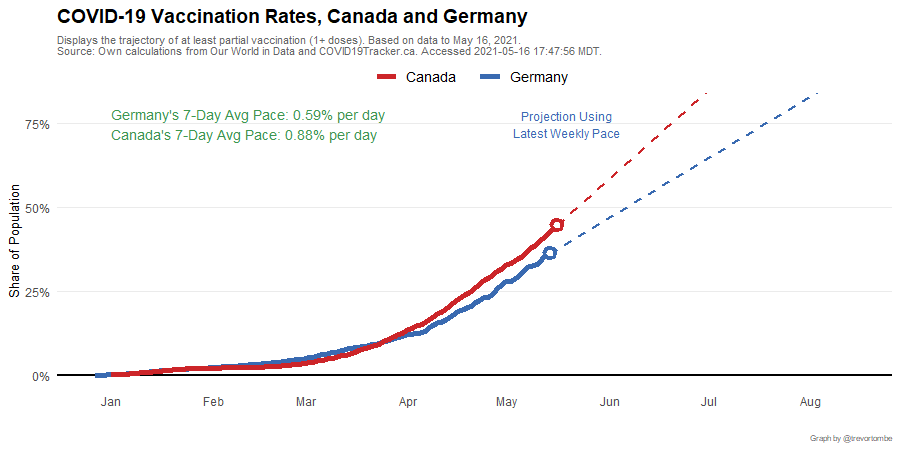 COVID-19 Vaccination Rates, Canada and Germany
Displays the trajectory of at least partial vaccination (1+ doses). Based on data to May 16, 2021.
Source: Own calculations from Our World in Data and COVID19Tracker.ca. Accessed 2021-05-16 17:47:56 MDT.
Canada Germany
Germany's 7-Day Avg Pace: 0.59% per day
Canada's 7-Day Avg Pace: 0.88% per day
Projection Using
Latest Weekly Pace
Share of Population
75%
50%
25%
0%
Jan Feb Mar Apr May Jun Jul Aug
Graph by @trevortombe